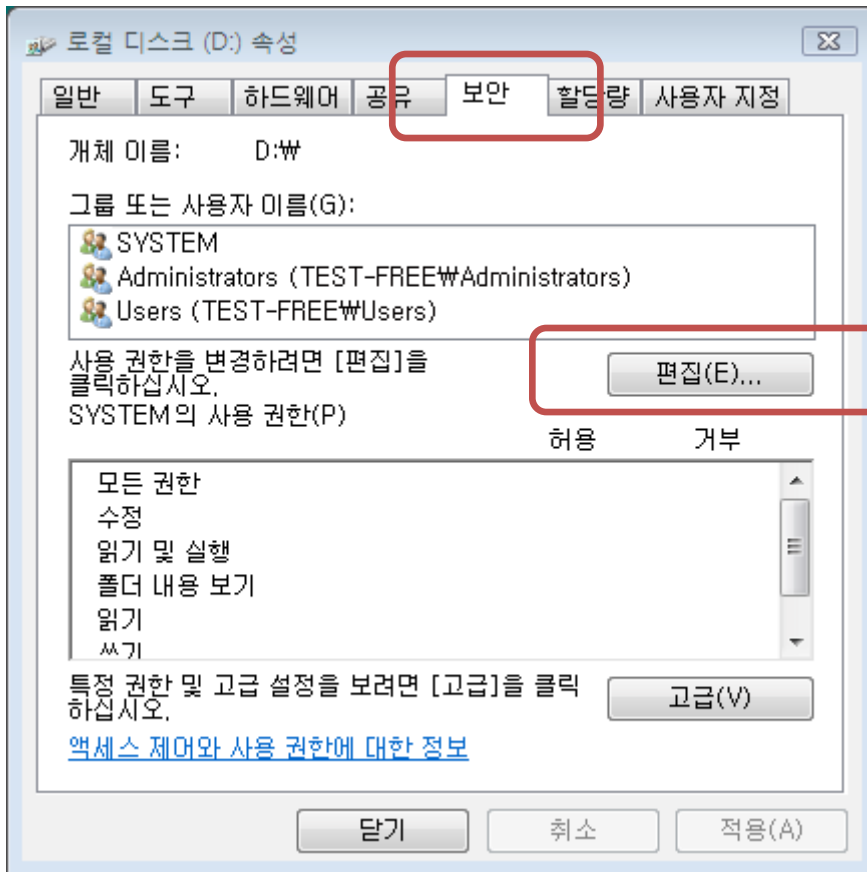 로컬 디스크 (D:) 속성
일반 도구 하드웨어 공유 보안 할당량 사용자 지정
개체 이름: D:₩
그룹 또는 사용자 이름(G):
SYSTEM
Administrators (TEST-FREE₩Administrators)
Users (TEST-FREE₩Users)
사용 권한을 변경하려면 [편집]을
클릭하십시오.
편집(E)...
SYSTEM의 사용 권한(P)
허용 거부
모든 권한
수정
읽기 및 실행
폴더 내용 보기
읽기
쓰기
특정 권한 및 고급 설정을 보려면 [고급]을 클릭
하십시오.
고급(V)
액세스 제어와 사용 권한에 대한 정보
닫기 취소 적용(A)